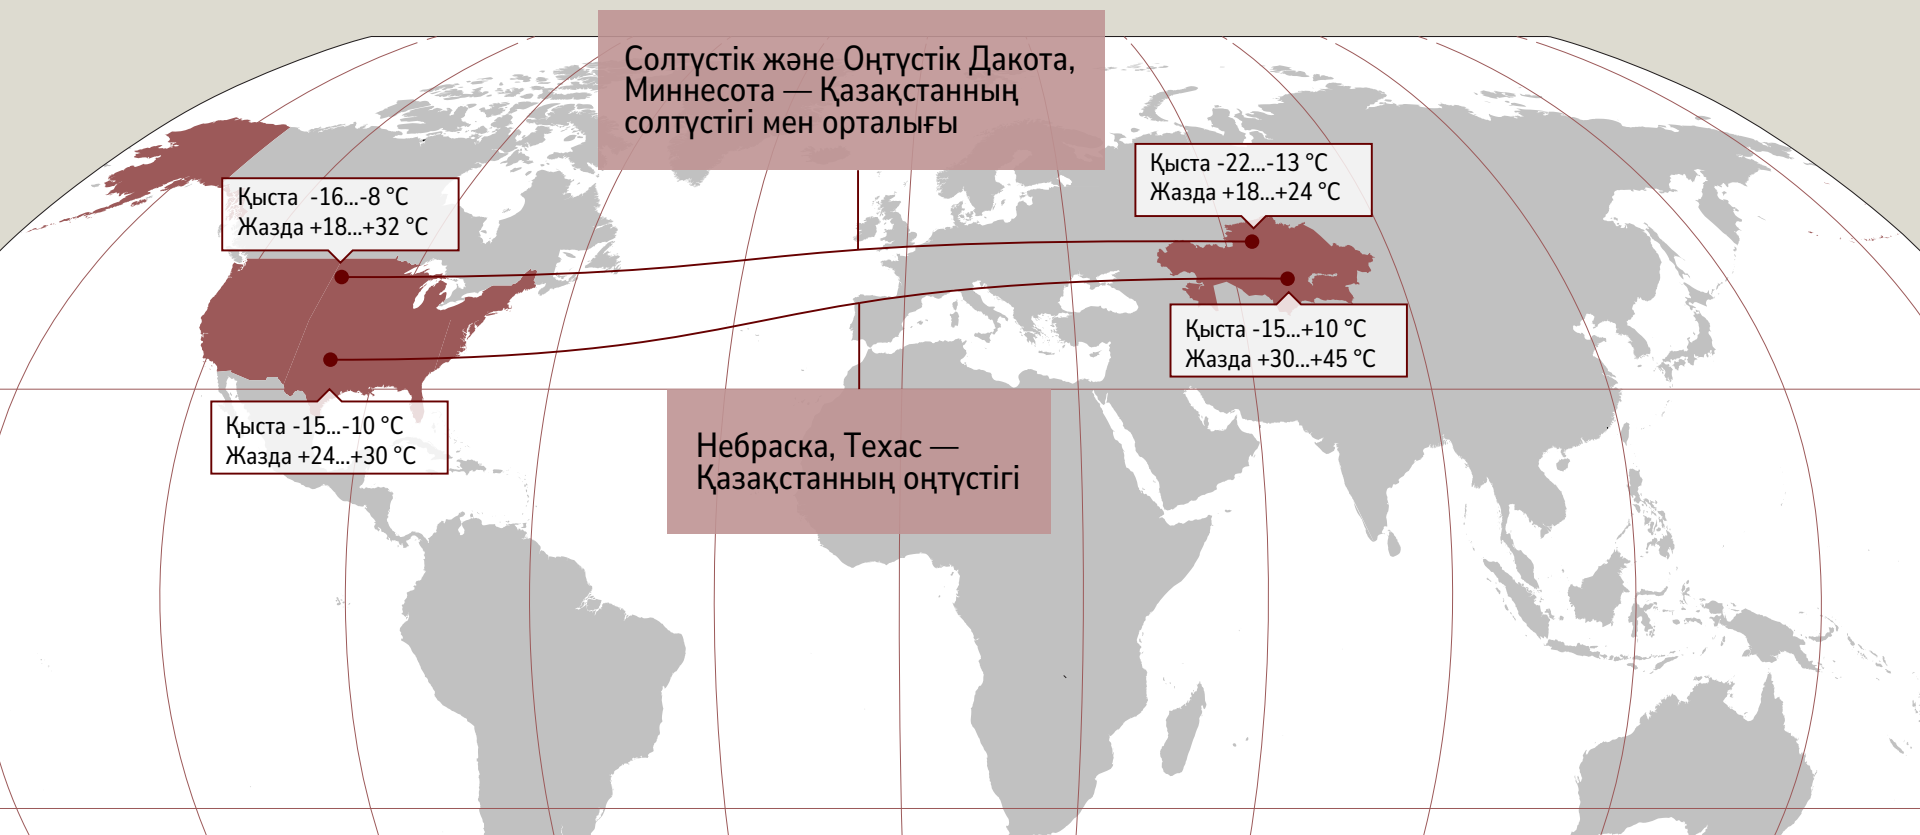 Солтүстік және Оңтүстік Дакота,
Миннесота — Қазақстанның
солтүстігі мен орталығы
Қыста -16...-8 °C
Жазда +18...+32 °C
Қыста -22...-13 °C
Жазда +18...+24 °C
Қыста -15...+10 °C
Жазда +30...+45 °C
Қыста -15...-10 °C
Жазда +24...+30 °C
Небраска, Техас —
Қазақстанның оңтүстігі